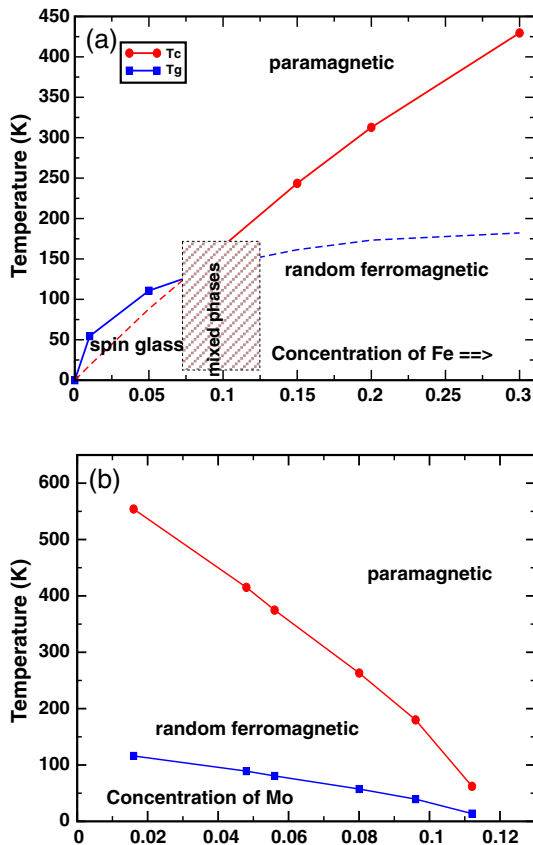 450
(a)
Tc
Tg
paramagnetic
400
350
300
250
200
150
100
50
0
Temperature (K)
random ferromagnetic
mixed phases
spin glass
Concentration of Fe ==>
0
0.05
0.1
0.15
0.2
0.25
0.3
(b)
600
500
400
300
200
100
0
Temperature (K)
paramagnetic
random ferromagnetic
Concentration of Mo
0
0.02
0.04
0.06
0.08
0.1
0.12